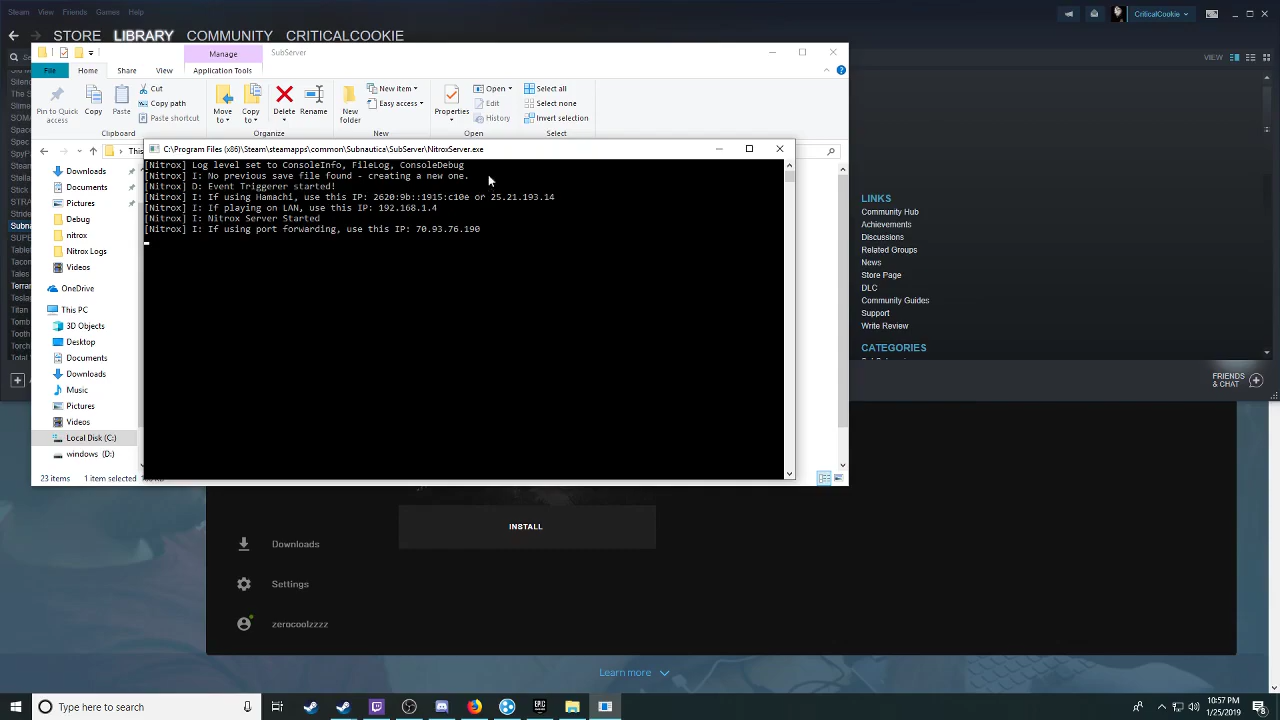 Steam View Friends Games Help
CriticalCookie
STORE LIBRARY COMMUNITY CRITICALCOOKIE
VIEW
Manage SubServer
File Home Share View Application Tools
Pin to Quick access
Copy
Paste
Cut
Copy path
Paste shortcut
Clipboard
Move to
Copy to
Delete
Rename
Organize
New folder
New item
Easy access
New
Properties
Open
Edit
History
Open
Select all
Select none
Invert selection
Select
This
C:\Program Files (x86)\Steam\steamapps\common\Subnautica\SubServer\NitroxServer.exe
[Nitrox] Log level set to ConsoleInfo, FileLog, ConsoleDebug
[Nitrox] I: No previous save file found - creating a new one.
[Nitrox] D: Event Triggerer started!
[Nitrox] I: If using Hamachi, use this IP: 2620:9b::1915:c10e or 25.21.193.14
[Nitrox] I: If playing on LAN, use this IP: 192.168.1.4
[Nitrox] I: Nitrox Server Started
[Nitrox] I: If using port forwarding, use this IP: 70.93.76.190
Downloads
Documents
Pictures
Debug
nitrox
Nitrox Logs
Videos
OneDrive
This PC
3D Objects
Desktop
Documents
Downloads
Music
Pictures
Videos
Local Disk (C:)
windows (D:)
23 items 1 item selected
LINKS
Community Hub
Achievements
Discussions
Related Groups
News
Store Page
DLC
Community Guides
Support
Write Review
CATEGORIES
FRIENDS & CHAT
INSTALL
Downloads
Settings
zerocoolzzzz
Learn more
Type here to search
10:57 PM
1/25/2019
8